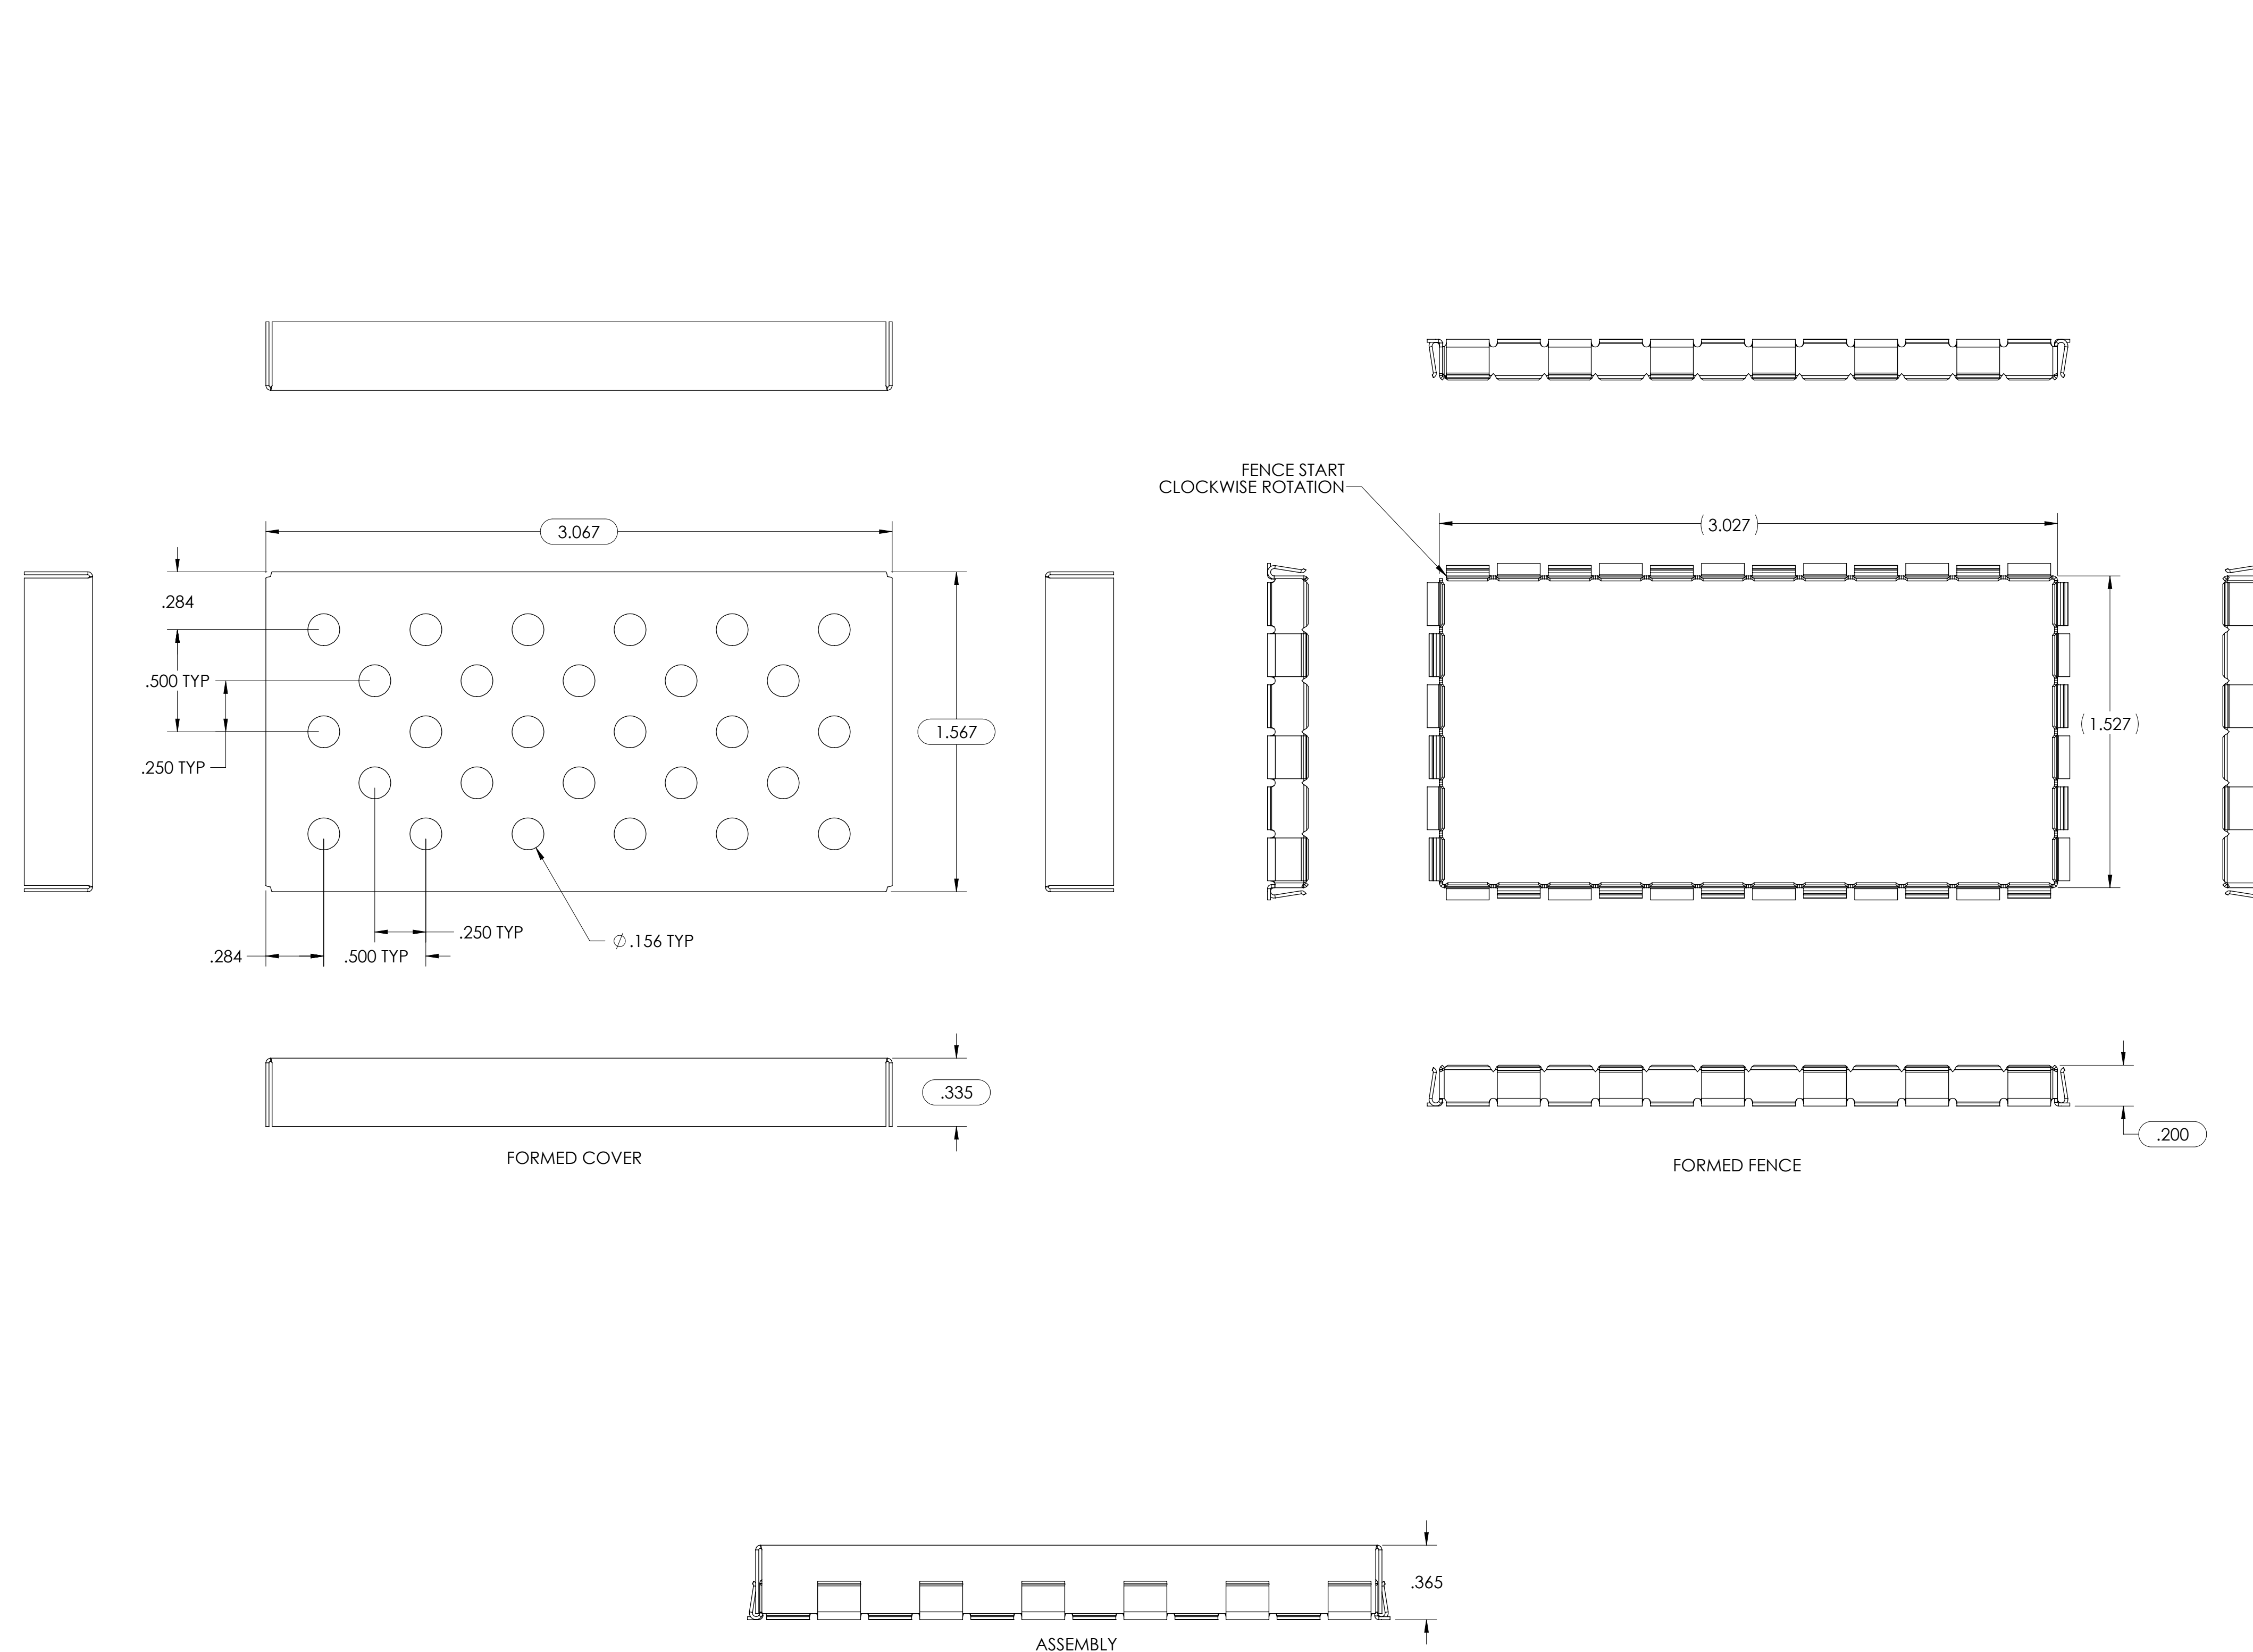 FENCE START
CLOCKWISE ROTATION
3.067
(3.027)
.284
.500 TYP
.250 TYP
1.567
(1.527)
.250 TYP
Ø .156 TYP
.284
.500 TYP
.335
.200
FORMED COVER
FORMED FENCE
.365
ASSEMBLY